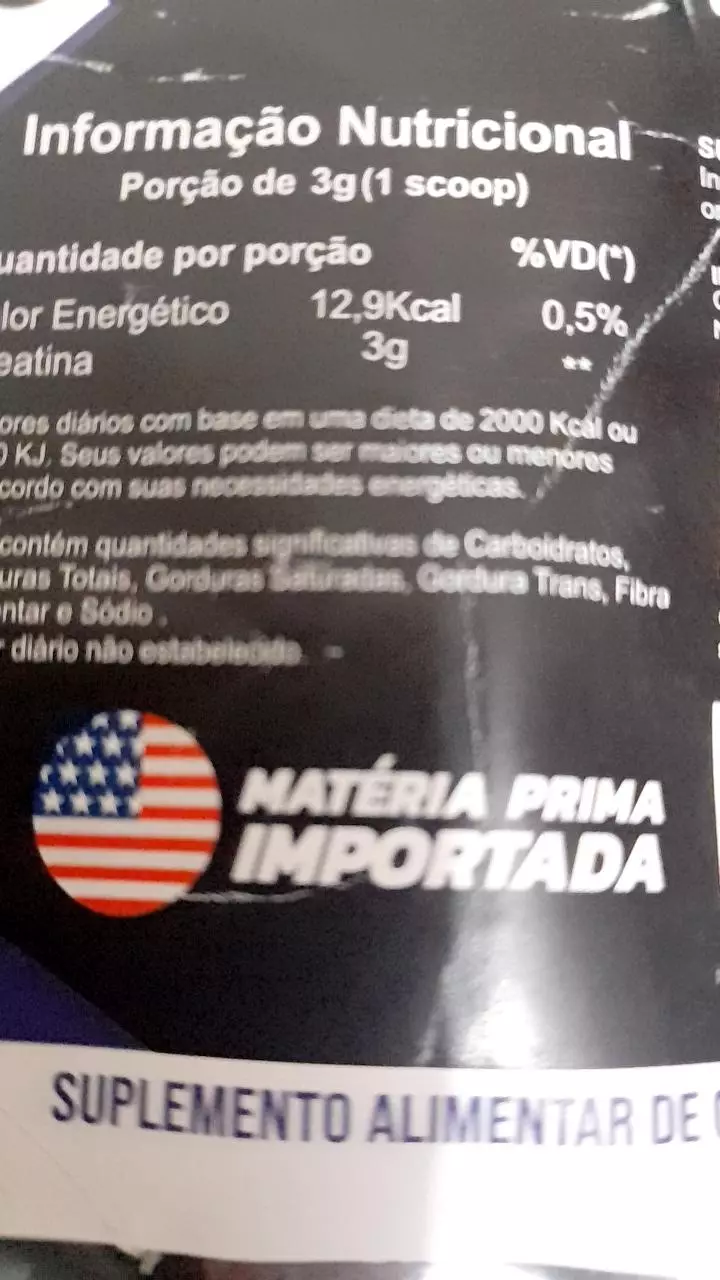 Informação Nutricional
Porção de 3g(1 scoop)
uantidade por porção %VD(*)
lor Energético 12,9Kcal 0,5%
eatina 3g **
ores diários com base em uma dieta de 2000 Kcal ou
0 KJ. Seus valores podem ser maiores ou menores
cordo com suas necessidades energéticas.
contém quantidades significativas de Carboidratos,
uras Totais, Gorduras Saturadas, Gordura Trans, Fibra
ntar e Sódio.
r diário não estabelecido
MATÉRIA PRIMA
IMPORTADA
SUPLEMENTO ALIMENTAR DE